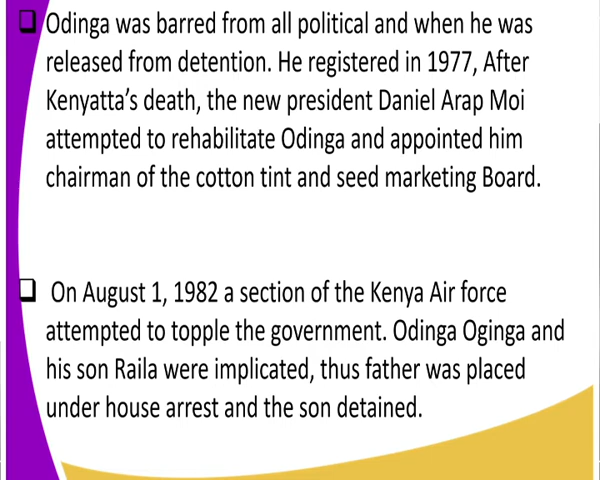 Odinga was barred from all political and when he was
released from detention. He registered in 1977, After
Kenyatta's death, the new president Daniel Arap Moi
attempted to rehabilitate Odinga and appointed him
chairman of the cotton tint and seed marketing Board.
On August 1, 1982 a section of the Kenya Air force
attempted to topple the government. Odinga Oginga and
his son Raila were implicated, thus father was placed
under house arrest and the son detained.